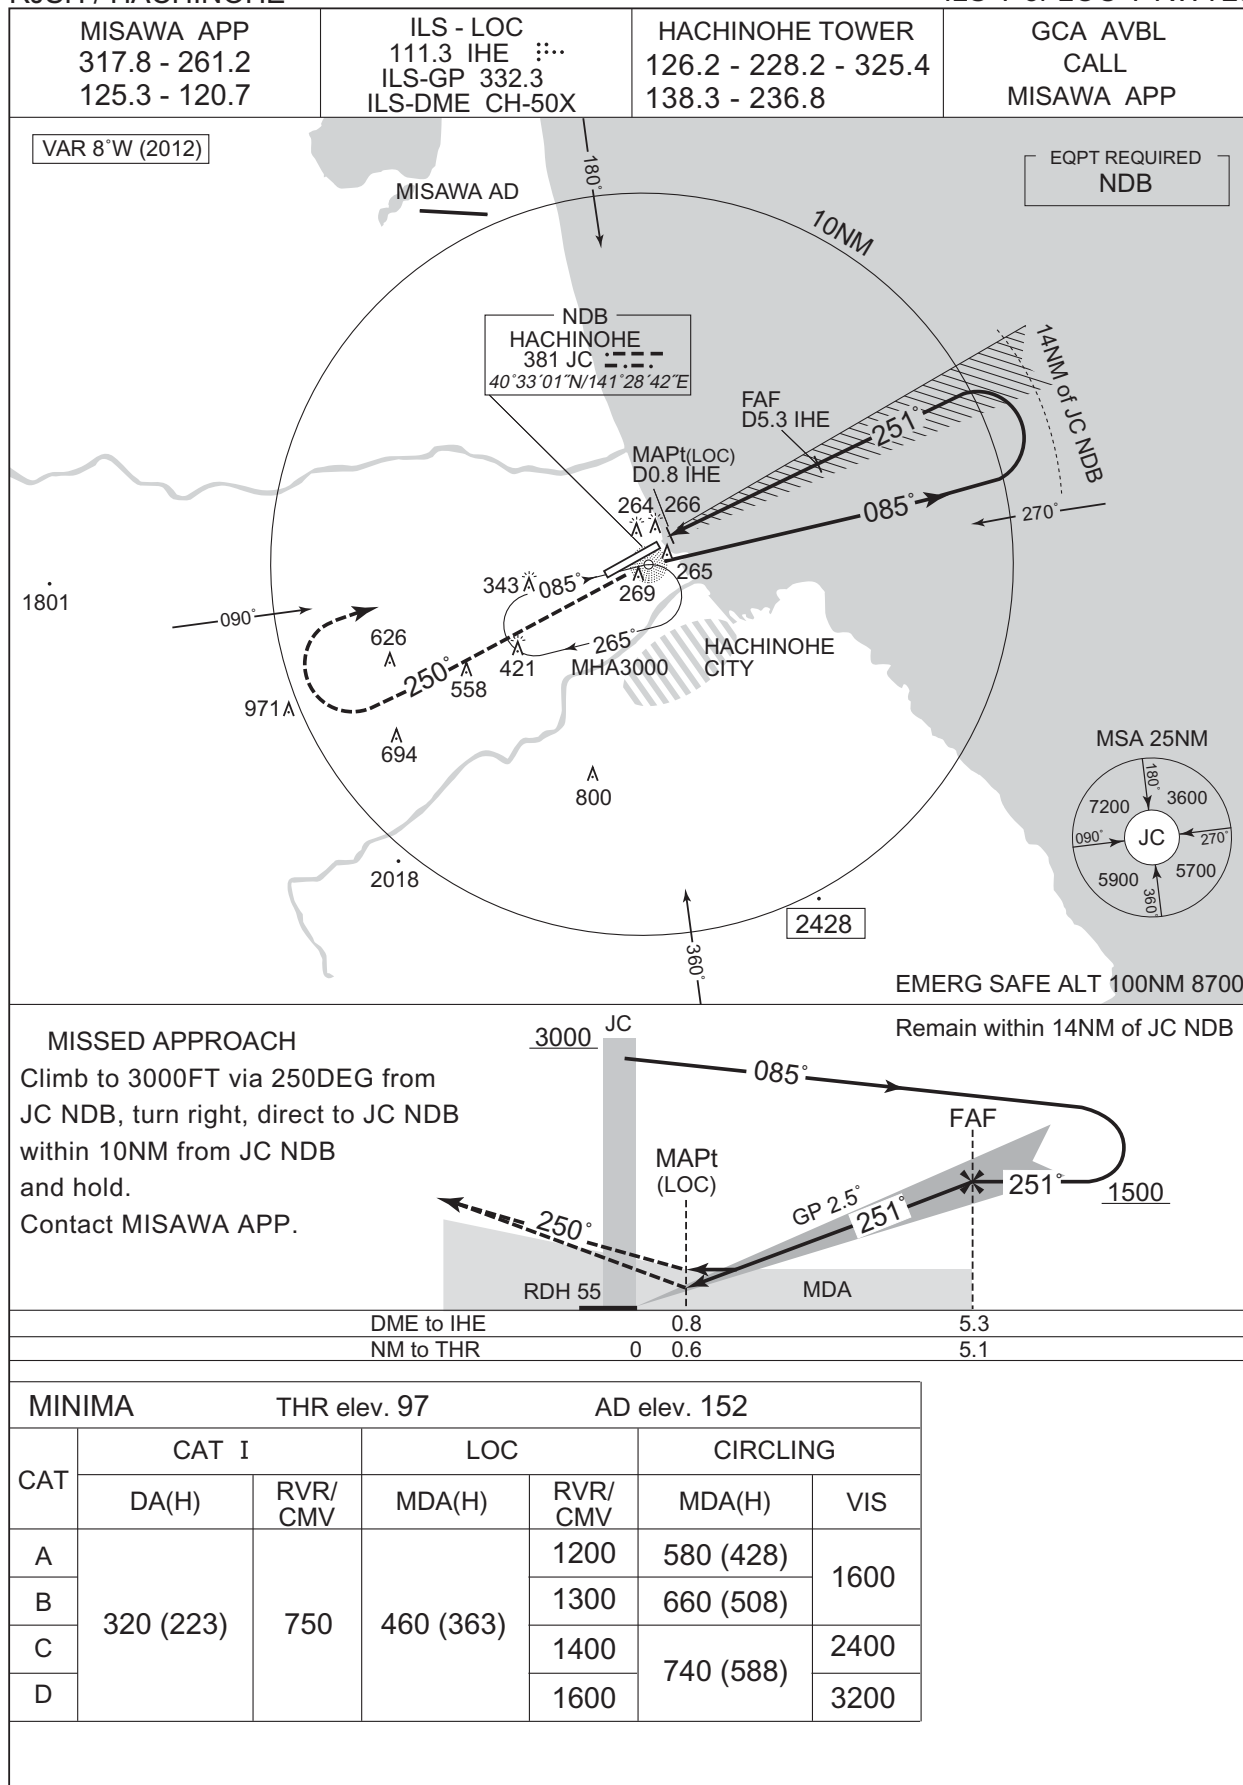 MISAWA APP
317.8 - 261.2
125.3 - 120.7
ILS - LOC
111.3 IHE
ILS-GP 332.3
ILS-DME CH-50X
HACHINOHE TOWER
126.2 - 228.2 - 325.4
138.3 - 236.8
GCA AVBL
CALL
MISAWA APP
VAR 8°W (2012)
EQPT REQUIRED
NDB
MISAWA AD
180°
10NM
NDB
HACHINOHE
381 JC
40°33´01˝N/141°28´42˝E
14NM of JC NDB
FAF
D5.3 IHE
251°
MAPt(LOC)
D0.8 IHE
264
266
085°
270°
265
269
343
085°
1801
090°
626
265°
421
MHA3000
HACHINOHE
CITY
250°
558
971
694
800
2018
2428
360°
MSA 25NM
180°
7200
3600
090°
JC
270°
5900
5700
360°
EMERG SAFE ALT 100NM 8700
MISSED APPROACH
Climb to 3000FT via 250DEG from
JC NDB, turn right, direct to JC NDB
within 10NM from JC NDB
and hold.
Contact MISAWA APP.
3000
JC
Remain within 14NM of JC NDB
085°
FAF
MAPt
(LOC)
GP 2.5°
251°
251°
1500
250°
RDH 55
MDA
DME to IHE 0.8 5.3
NM to THR 0 0.6 5.1
MINIMA THR elev. 97 AD elev. 152
CAT
CAT I
LOC
CIRCLING
DA(H)
RVR/
CMV
MDA(H)
RVR/
CMV
MDA(H)
VIS
A
1200
580 (428)
1600
B
320 (223)
750
460 (363)
1300
660 (508)
C
1400
740 (588)
2400
D
1600
3200